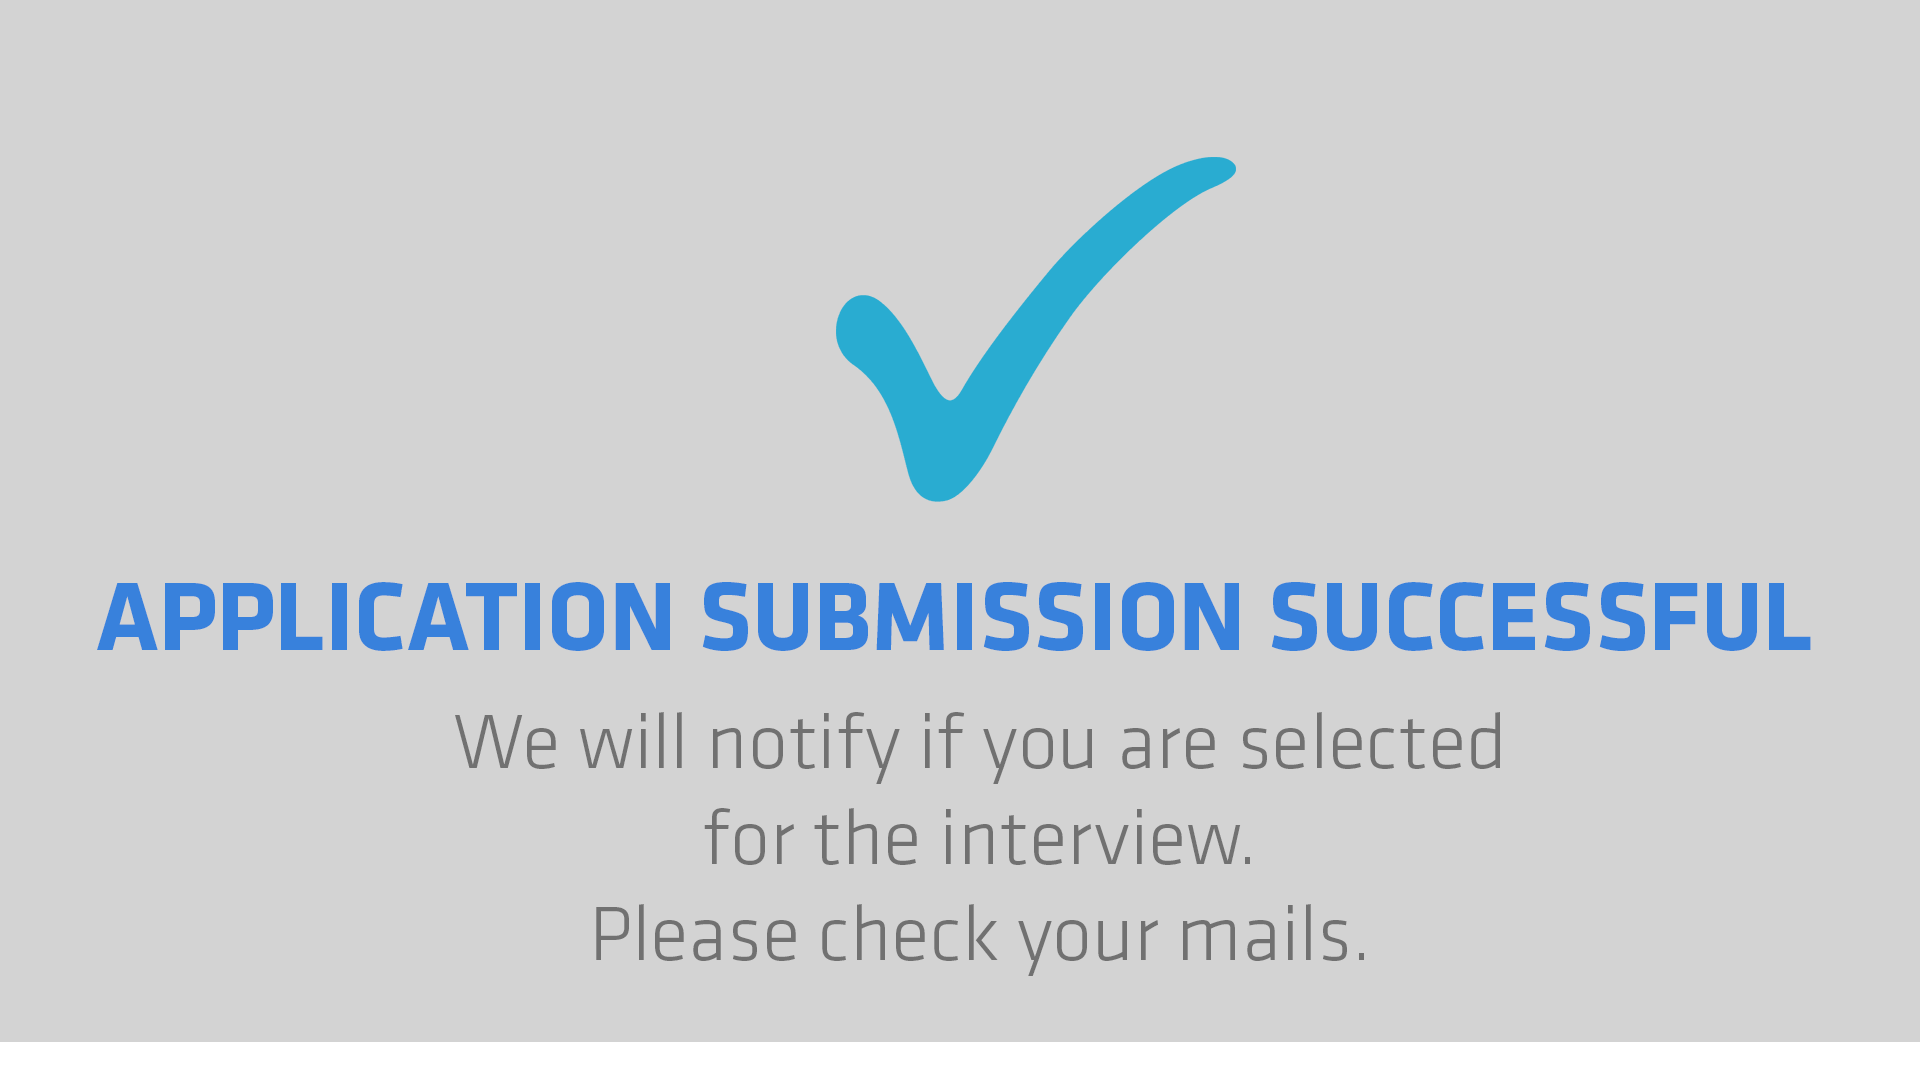 APPLICATION SUBMISSION SUCCESSFUL
We will notify if you are selected
for the interview.
Please check your mails.